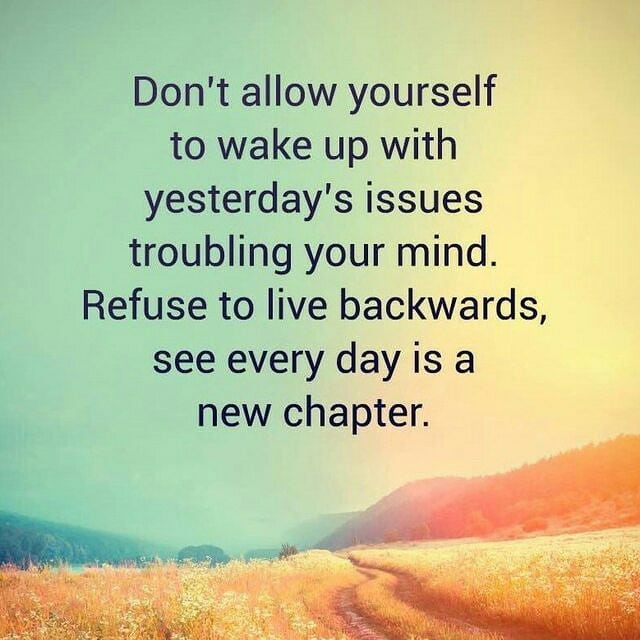 Don't allow yourself
to wake up with
yesterday's issues
troubling your mind.
Refuse to live backwards,
see every day is a
new chapter.